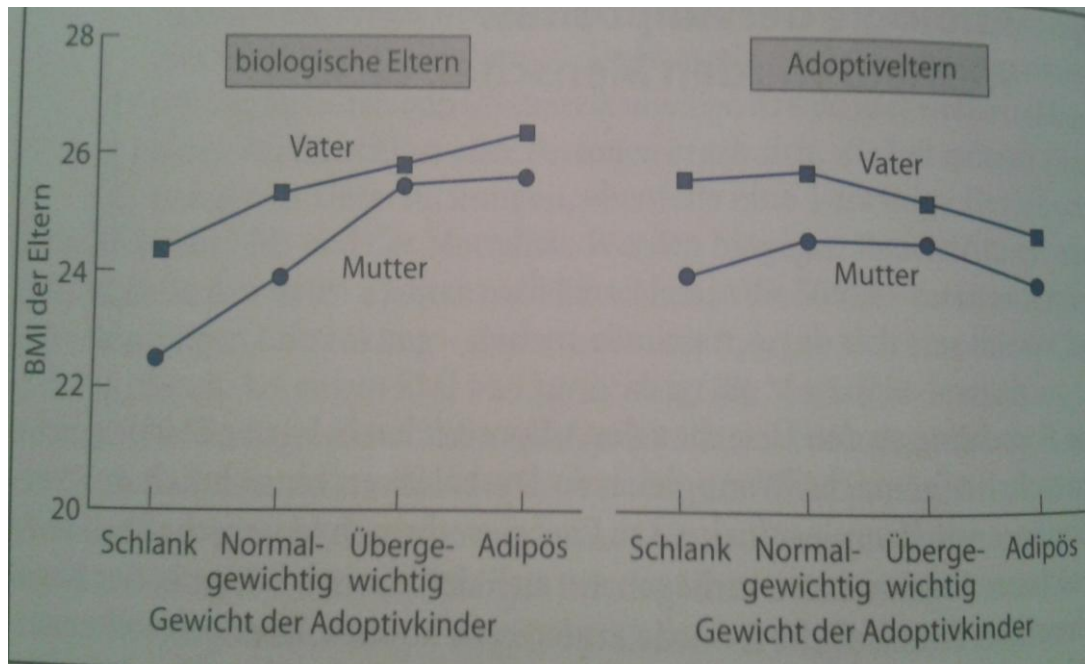 28
26
24
22
20
BMI der Eltern
biologische Eltern
Vater
Mutter
Schlank Normal- Überge- Adipös
gewichtig wichtig
Gewicht der Adoptivkinder
Adoptiveltern
Vater
Mutter
Schlank Normal- Überge- Adipös
gewichtig wichtig
Gewicht der Adoptivkinder